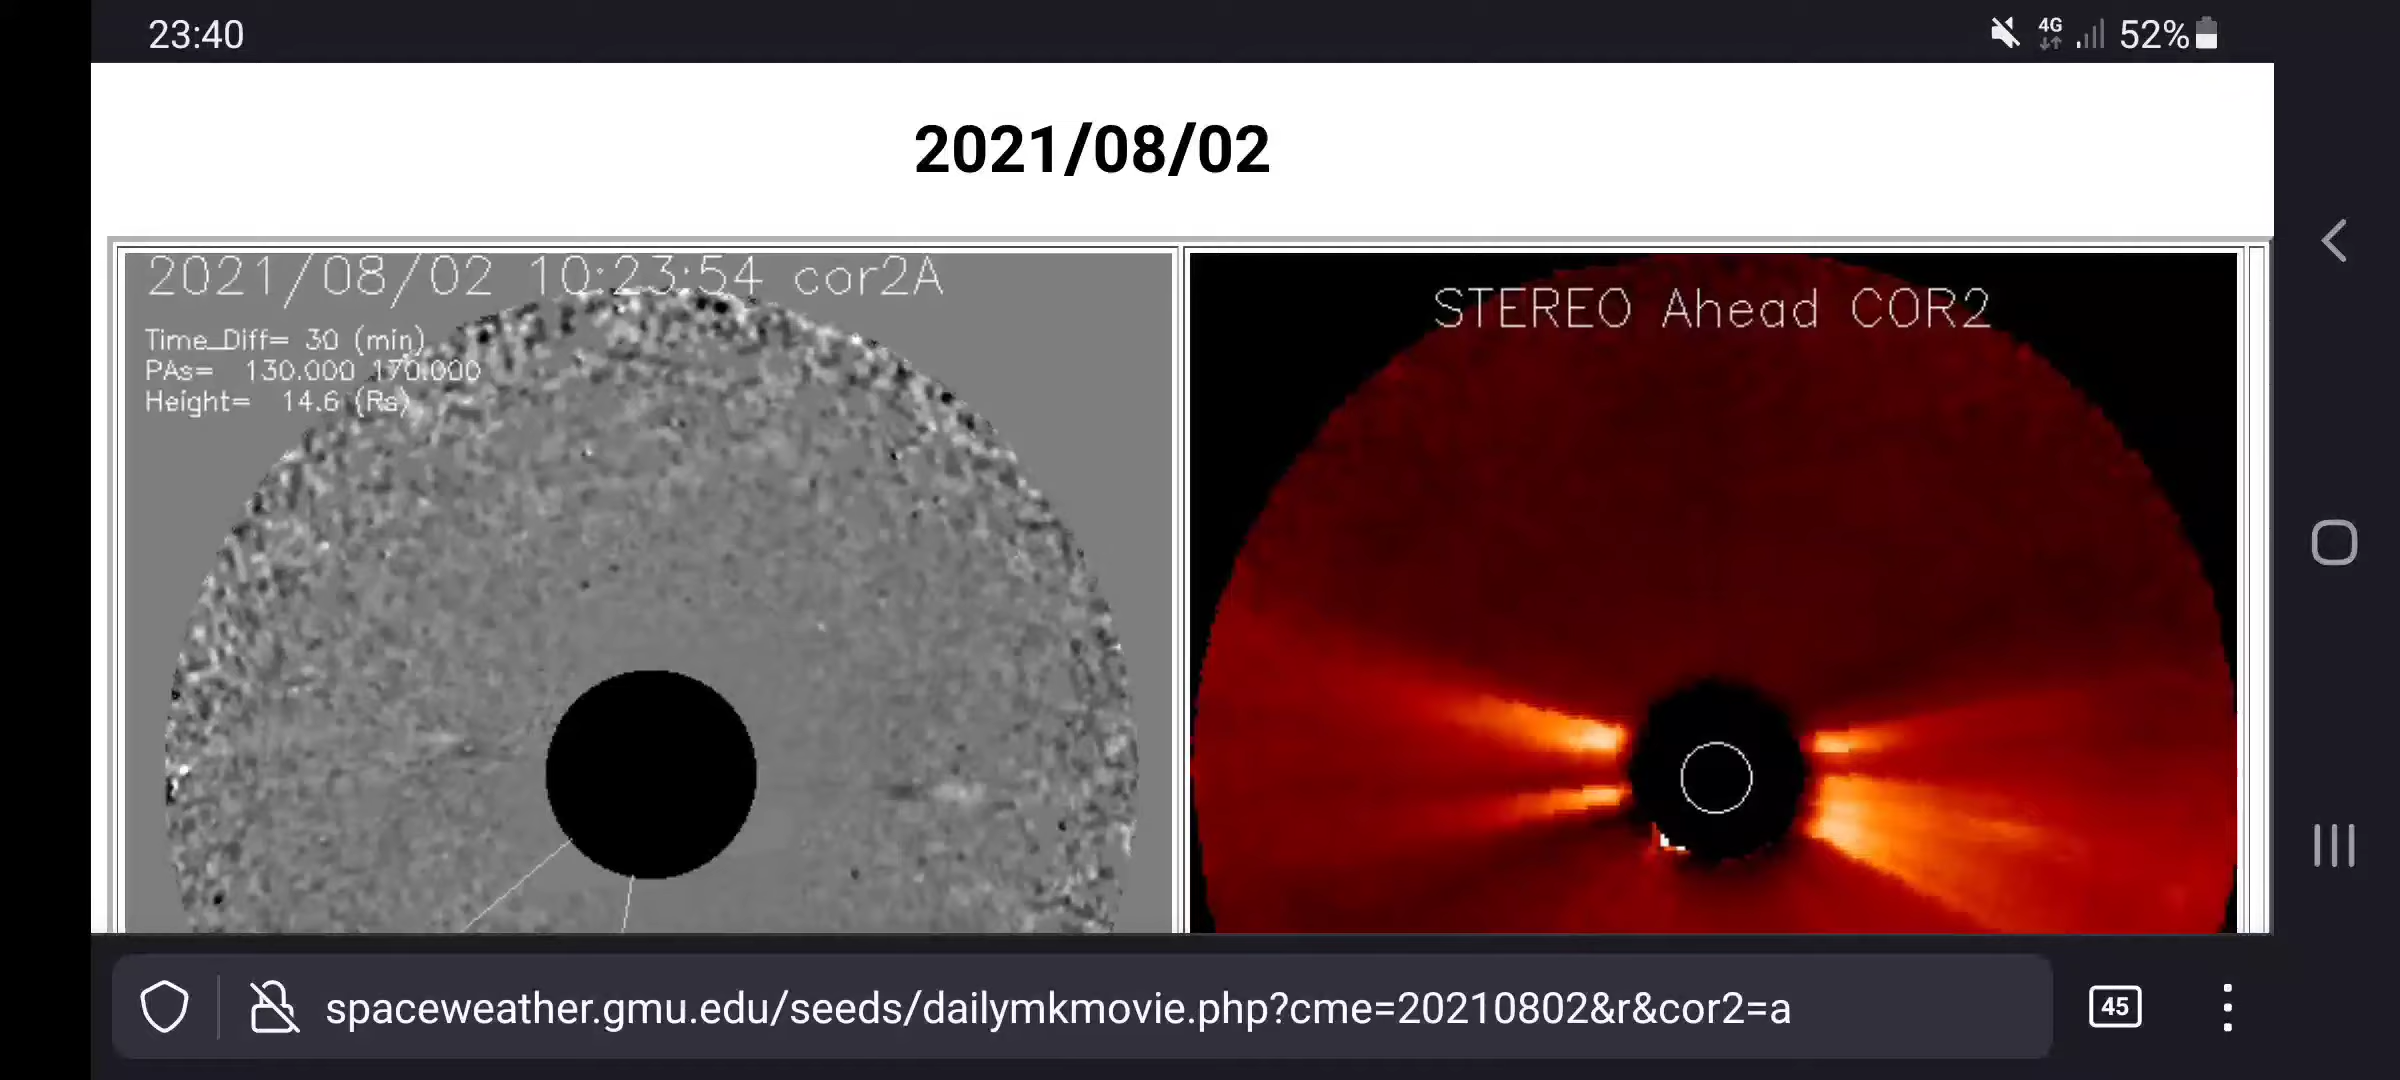 23:40
4G 52%
2021/08/02
2021/08/02 10:23:54 cor2A
Time_Diff= 30 (min)
PAs= 130.000 170.000
Height= 14.6 (Rs)
STEREO Ahead COR2
spaceweather.gmu.edu/seeds/dailymkmovie.php?cme=20210802&r&cor2=a
45